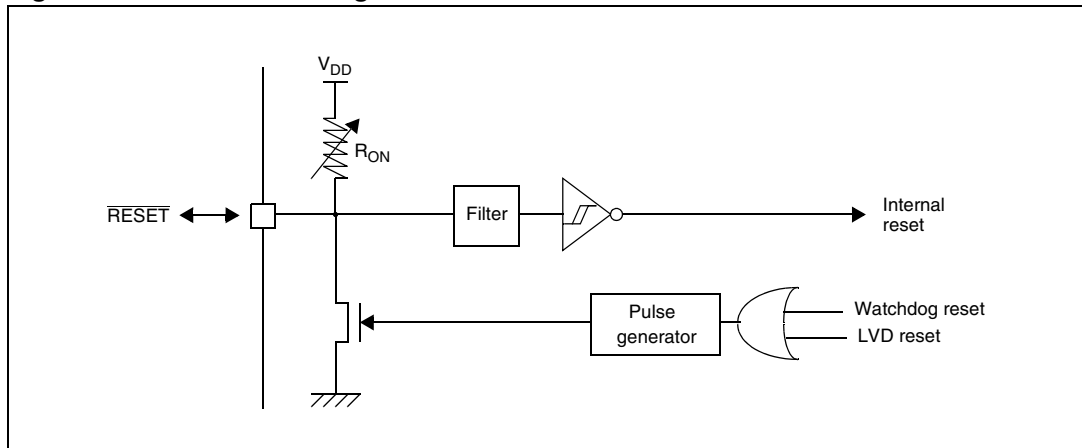 V_DD
R_ON
RESET
Filter
Internal
reset
Pulse
generator
Watchdog reset
LVD reset